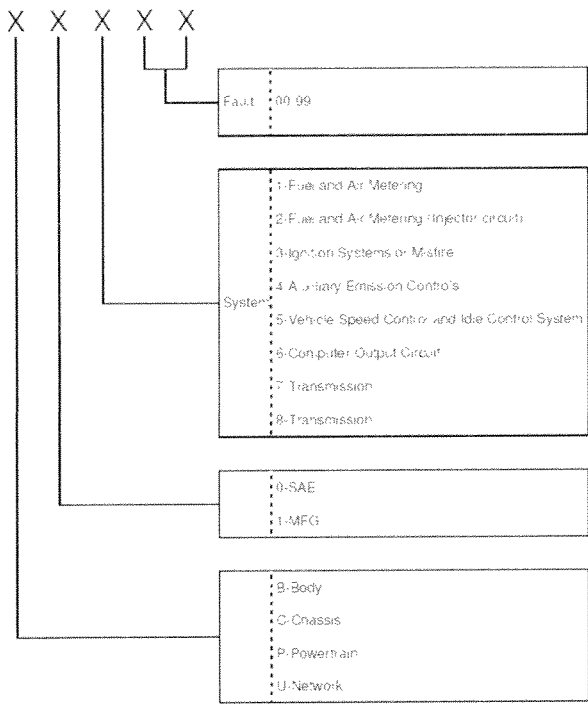 X X X X X
Fault 00-99
1-Fuel and Air Metering
2-Fuel and Air Metering (Injector circuit)
3-Ignition Systems or Misfire
4-Auxiliary Emission Controls
System
5-Vehicle Speed Control and Idle Control System
6-Computer Output Circuit
7-Transmission
8-Transmission
0-SAE
1-MFG
B-Body
C-Chassis
P-Powertrain
U-Network